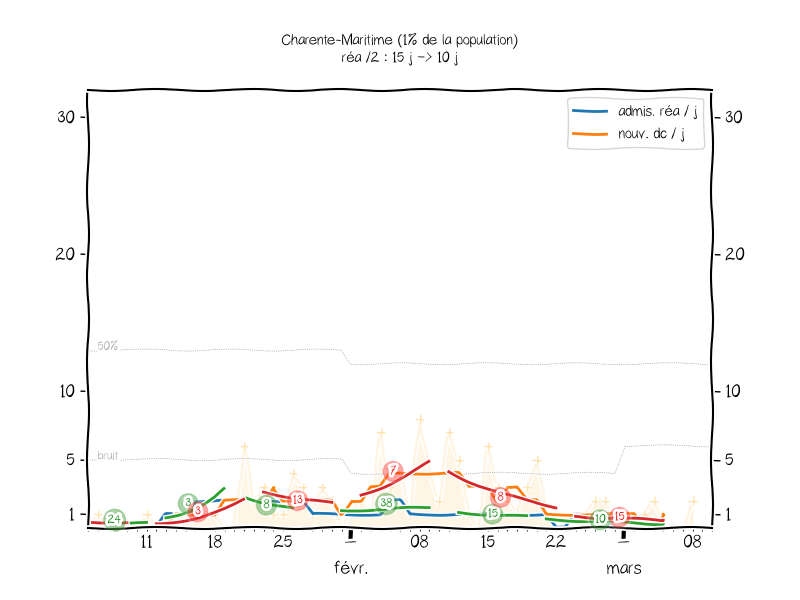 Charente-Maritime (1% de la population)
réa /2 : 15 j -> 10 j
admis. réa / j
nouv. dc / j
30 30
20 20
50%
10 10
bruit
5 5
1 1
24 3 3 8 13 38 7 15 8 10 15
11 18 25 1 08 15 22 1 08
févr. mars